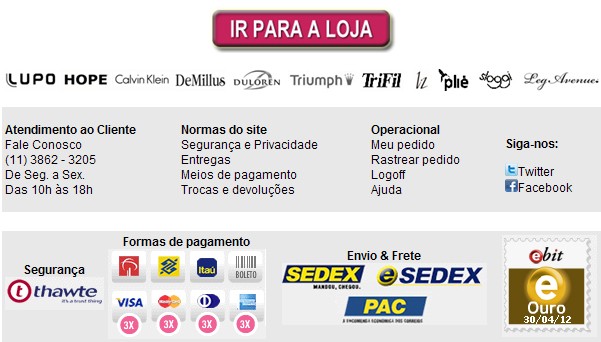 IR PARA A LOJA
LUPO HOPE Calvin Klein DeMillus DULOREN Triumph TriFil plié sloggi Leg Avenue
Atendimento ao Cliente
Fale Conosco
(11) 3862 - 3205
De Seg. a Sex.
Das 10h às 18h
Normas do site
Segurança e Privacidade
Entregas
Meios de pagamento
Trocas e devoluções
Operacional
Meu pedido
Rastrear pedido
Logoff
Ajuda
Siga-nos:
Twitter
Facebook
Segurança
thawte
it's a trust thing
Formas de pagamento
Itaú
BOLETO
VISA
MasterCard
3X 3X 3X 3X
Envio & Frete
SEDEX
MANDOU, CHEGOU.
e SEDEX
PAC
A ENCOMENDA ECONÔMICA DOS CORREIOS
ebit
e
Ouro
30/04/12